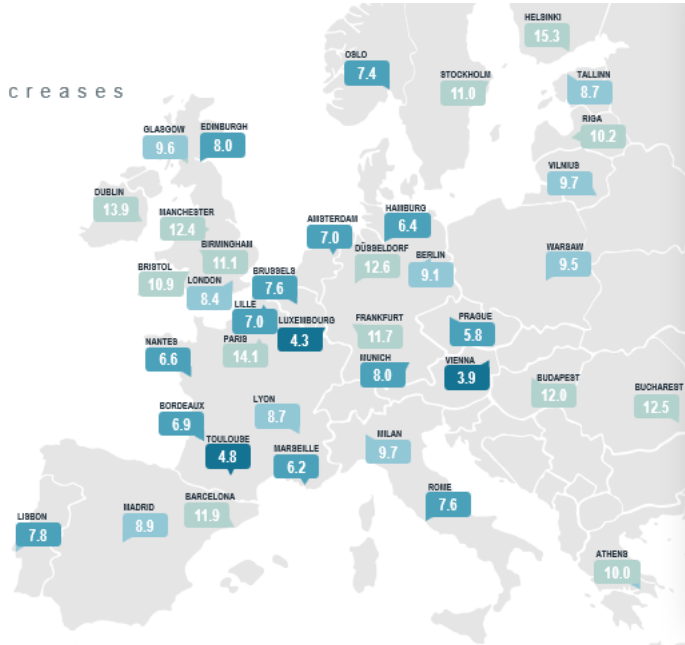 HELSINKI
15.3
OSLO
7.4
STOCKHOLM
11.0
TALLINN
8.7
creases
RIGA
10.2
GLASGOW
9.6
EDINBURGH
8.0
VILNIUS
9.7
DUBLIN
13.9
MANCHESTER
12.4
AMSTERDAM
7.0
HAMBURG
6.4
BIRMINGHAM
11.1
DÜSSELDORF
12.6
BERLIN
9.1
WARSAW
9.5
BRISTOL
10.9
LONDON
8.4
BRUSSELS
7.6
LILLE
7.0
LUXEMBOURG
4.3
FRANKFURT
11.7
PRAGUE
5.8
NANTES
6.6
PARIS
14.1
MUNICH
8.0
VIENNA
3.9
BUDAPEST
12.0
BUCHAREST
12.5
BORDEAUX
6.9
LYON
8.7
TOULOUSE
4.8
MARSEILLE
6.2
MILAN
9.7
ROME
7.6
LISBON
7.8
MADRID
8.9
BARCELONA
11.9
ATHENS
10.0